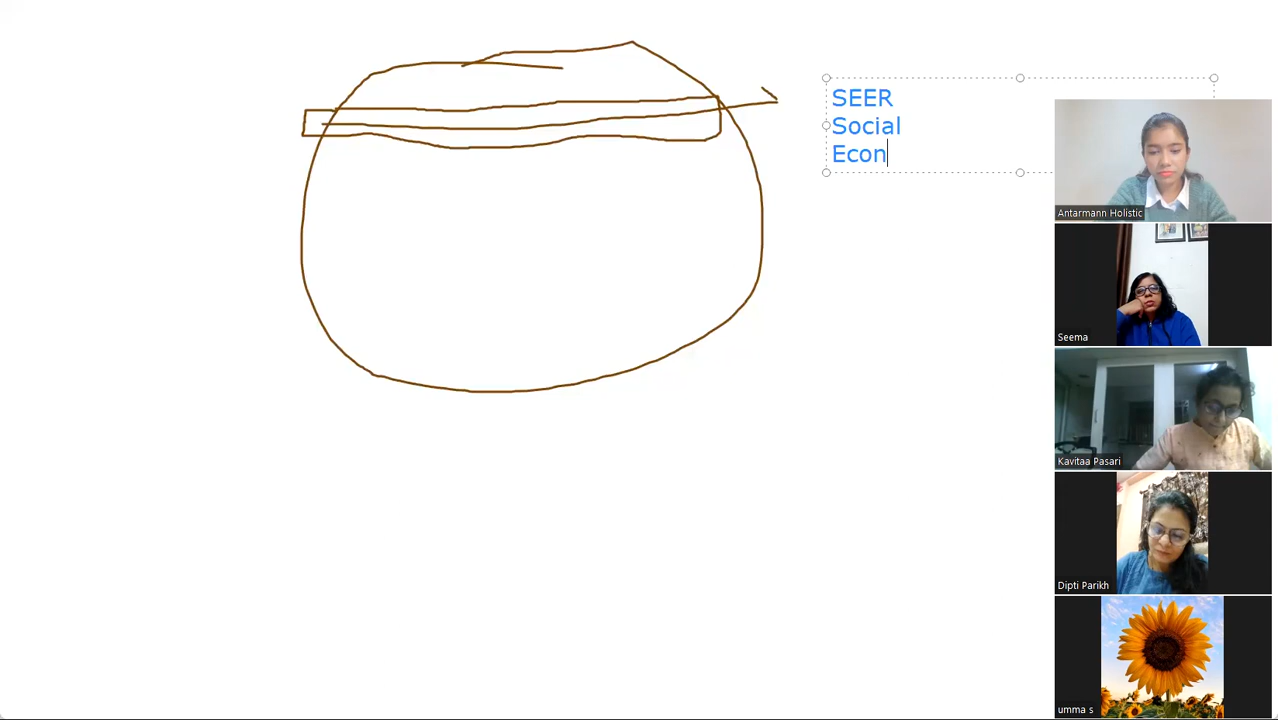 SEER
Social
Econ
Antarmann Holistic
Seema
Kavitaa Pasari
Dipti Parikh
umma s